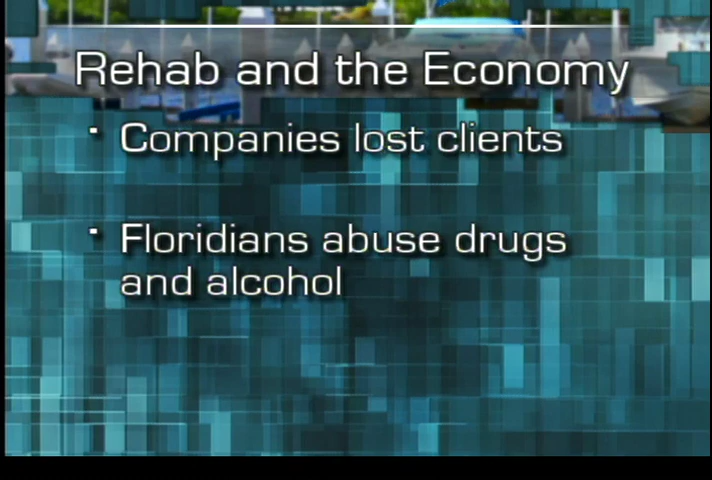 Rehab and the Economy
· Companies lost clients
· Floridians abuse drugs
and alcohol